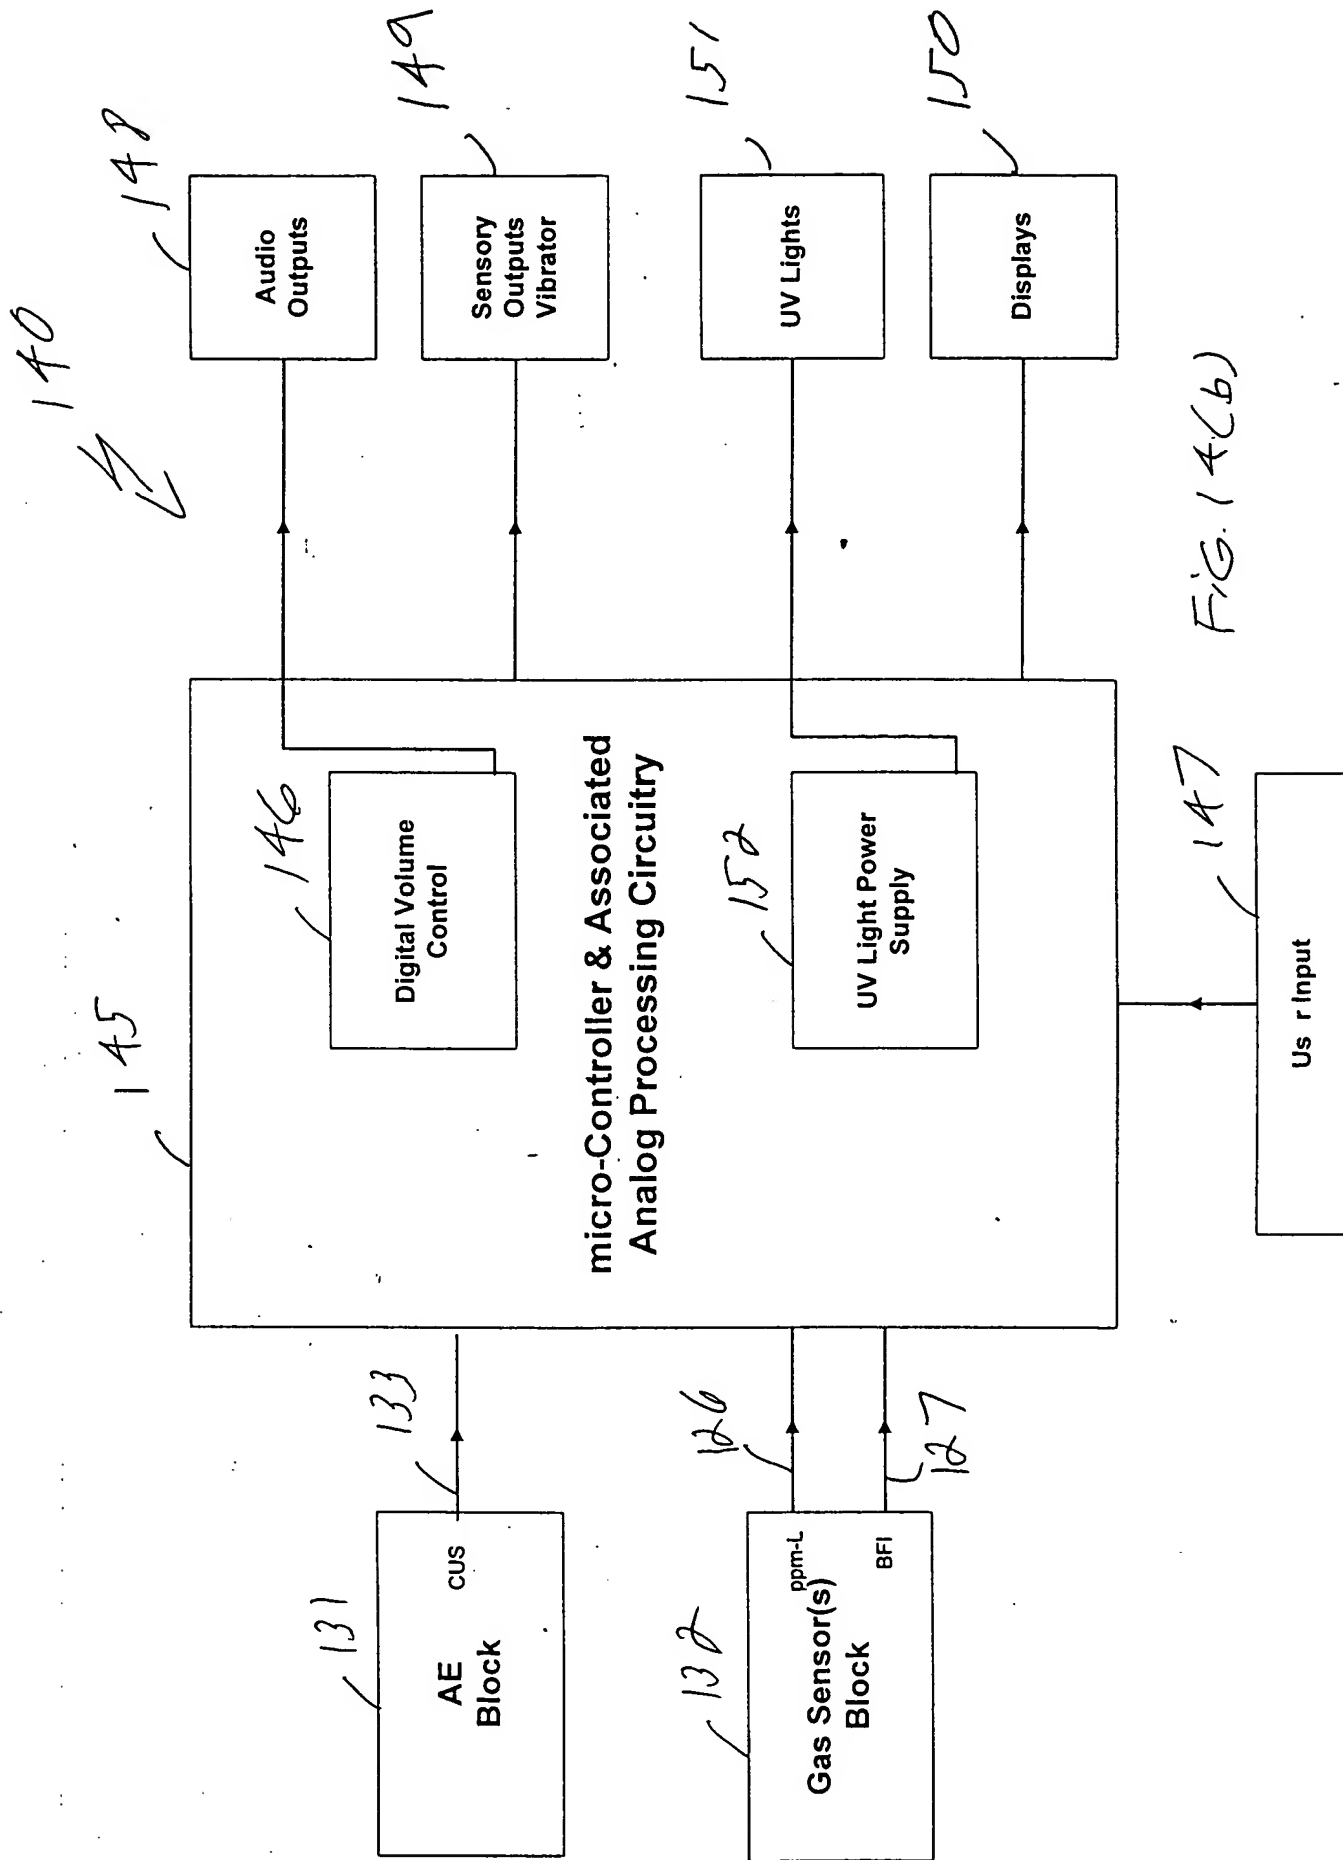 140
148
Audio
Outputs
149
Sensory
Outputs
Vibrator
151
UV Lights
150
Displays
145
146
Digital Volume
Control
micro-Controller & Associated
Analog Processing Circuitry
152
UV Light Power
Supply
131
AE
Block
CUS
133
132
Gas Sensor(s)
Block
ppm-L
BFI
126
127
147
Us r Input
FiG. 14(b)